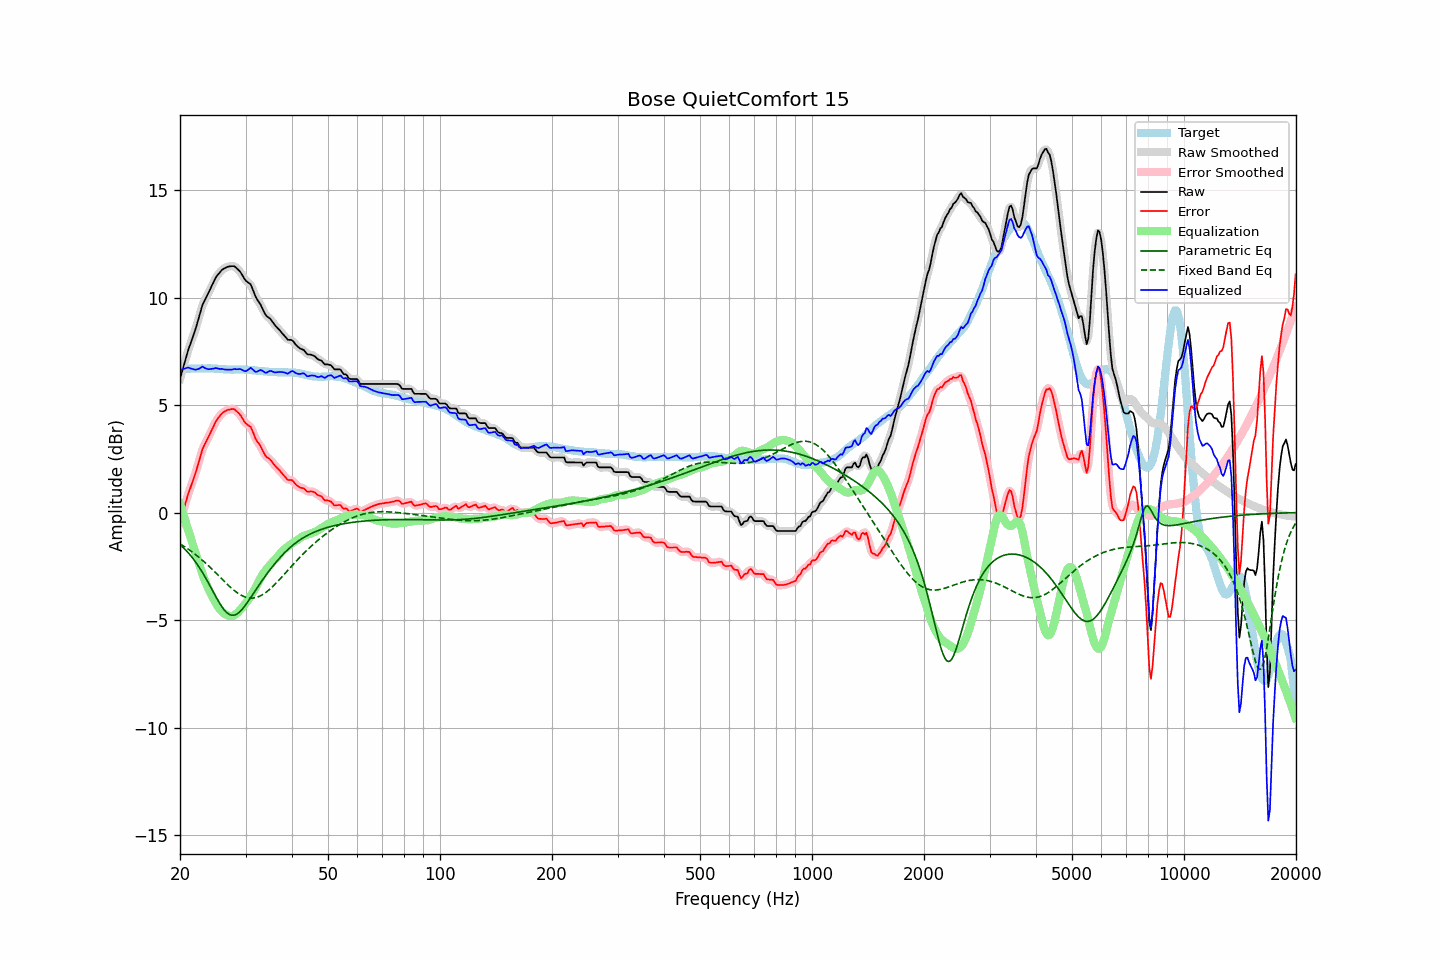 Bose QuietComfort 15
Target
Raw Smoothed
Error Smoothed
Raw
Error
Equalization
Parametric Eq
Fixed Band Eq
Equalized
Amplitude (dBr)
15
10
5
0
−5
−10
−15
20
50
100
200
500
1000
2000
5000
10000
20000
Frequency (Hz)